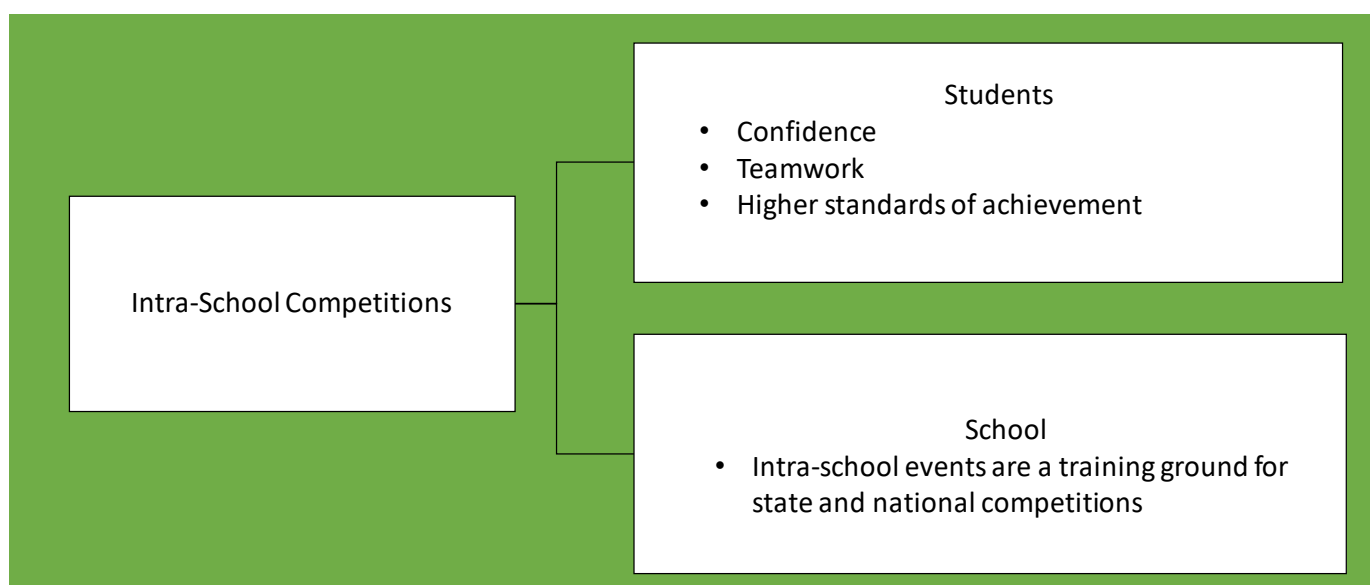 Intra-School Competitions
Students
• Confidence
• Teamwork
• Higher standards of achievement
School
• Intra-school events are a training ground for
state and national competitions